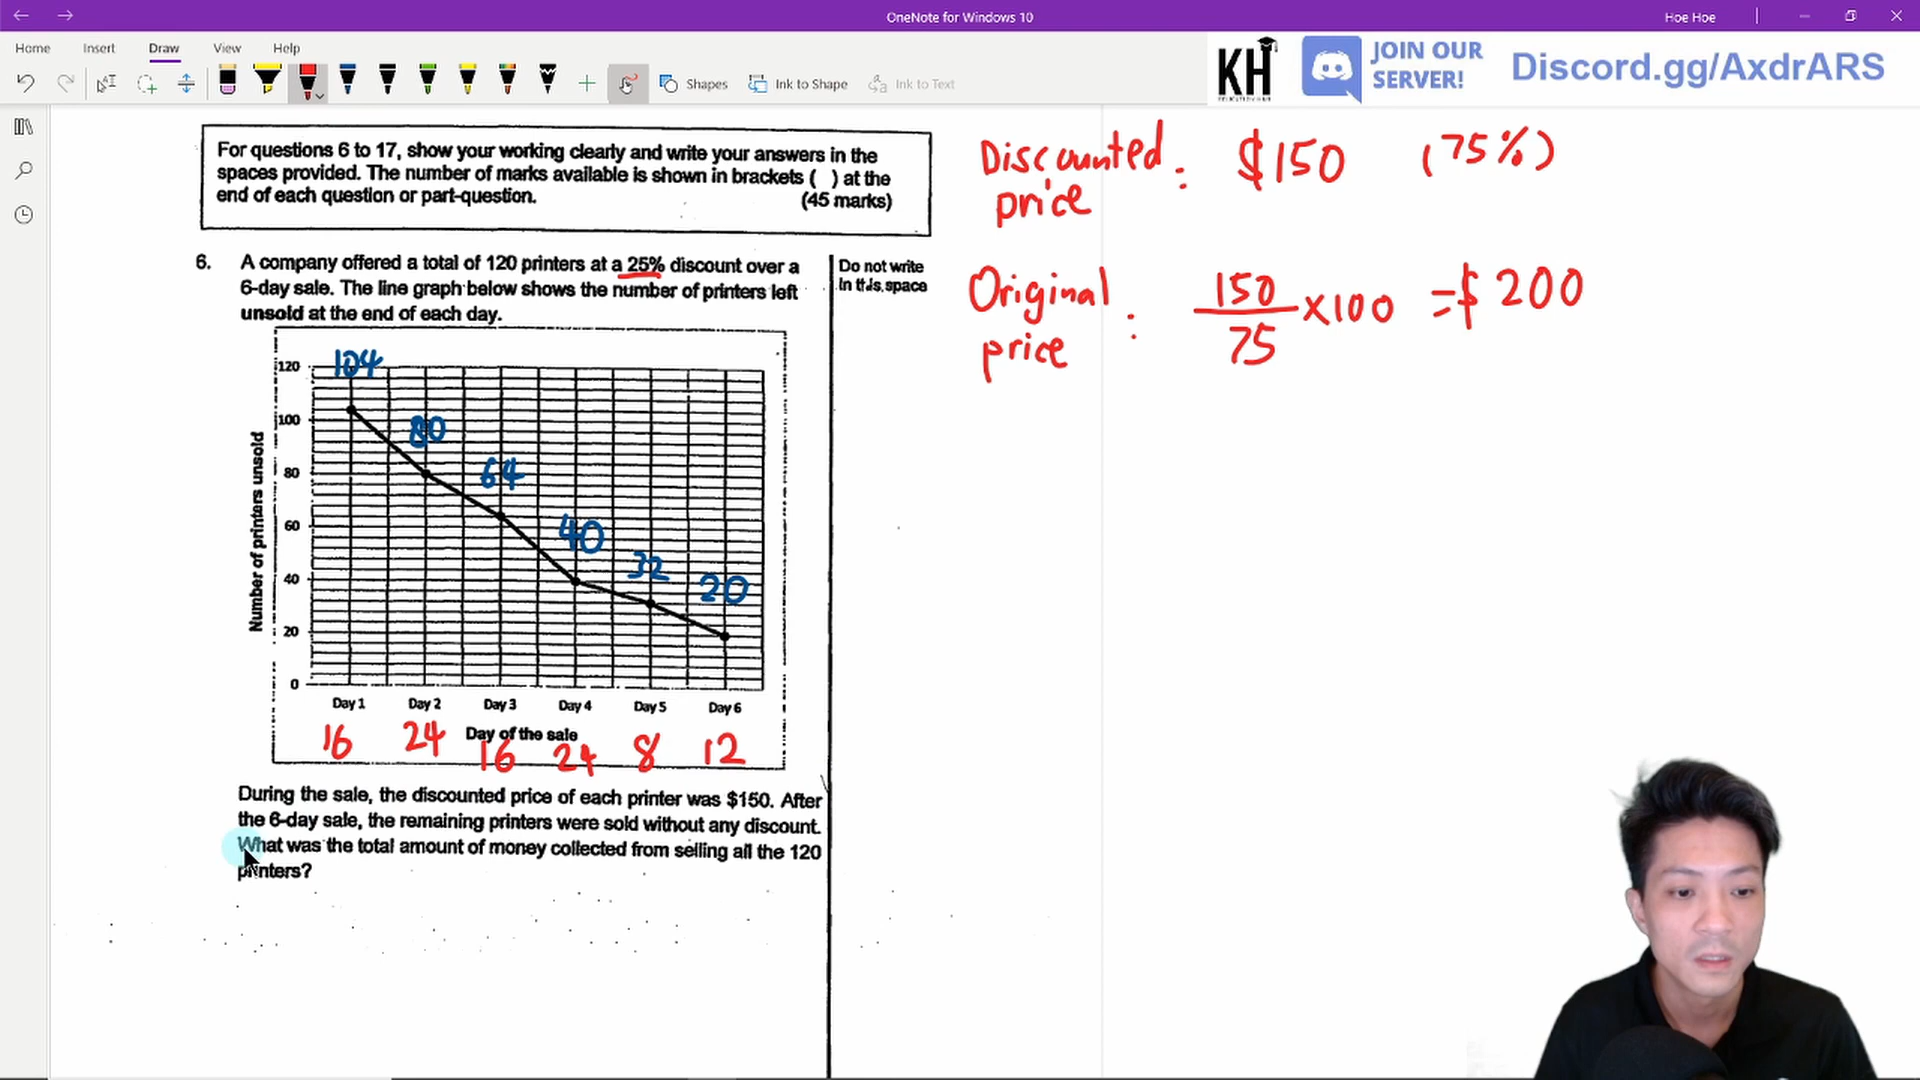 OneNote for Windows 10
Hoe Hoe
Home Insert Draw View Help
Shapes
Ink to Shape
Ink to Text
KH
JOIN OUR
SERVER!
Discord.gg/AxdrARS
For questions 6 to 17, show your working clearly and write your answers in the
spaces provided. The number of marks available is shown in brackets ( ) at the
end of each question or part-question. (45 marks)
6. A company offered a total of 120 printers at a 25% discount over a
6-day sale. The line graph below shows the number of printers left
unsold at the end of each day.
Do not write
in this space
Number of printers unsold
120
100
80
60
40
20
0
104
80
64
40
32
20
Day 1 Day 2 Day 3 Day 4 Day 5 Day 6
Day of the sale
16 24 16 24 8 12
During the sale, the discounted price of each printer was $150. After
the 6-day sale, the remaining printers were sold without any discount.
What was the total amount of money collected from selling all the 120
printers?
Discounted price : $150 (75%)
Original price : 150/75 ×100 =$ 200